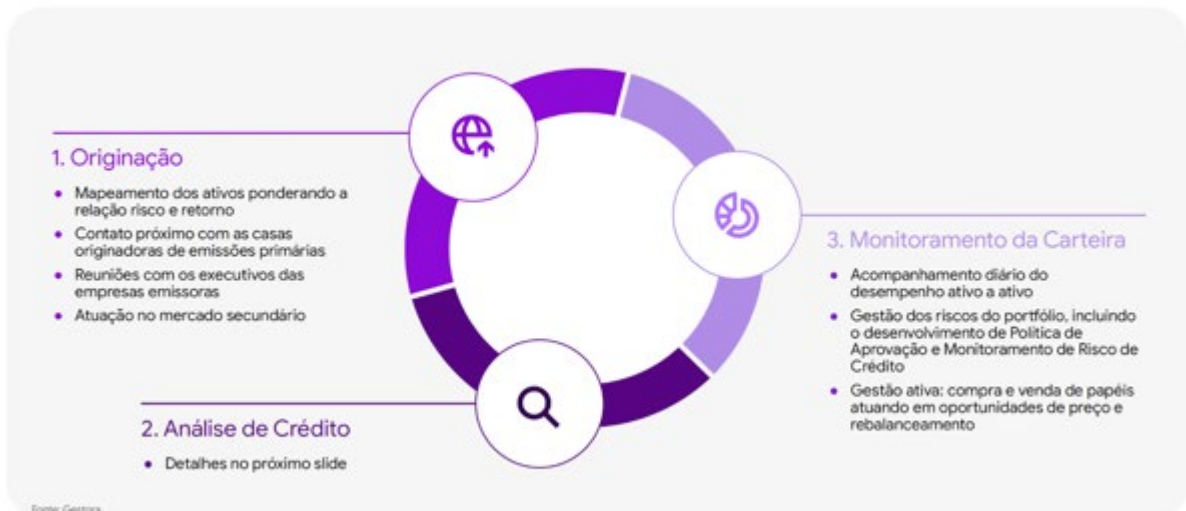 1. Originação
• Mapeamento dos ativos ponderando a
relação risco e retorno
• Contato próximo com as casas
originadoras de emissões primárias
• Reuniões com os executivos das
empresas emissoras
• Atuação no mercado secundário
2. Análise de Crédito
• Detalhes no próximo slide
3. Monitoramento da Carteira
• Acompanhamento diário do
desempenho ativo a ativo
• Gestão dos riscos do portfólio, incluindo
o desenvolvimento de Política de
Aprovação e Monitoramento de Risco de
Crédito
• Gestão ativa: compra e venda de papéis
atuando em oportunidades de preço e
rebalanceamento
Fonte: Gestora